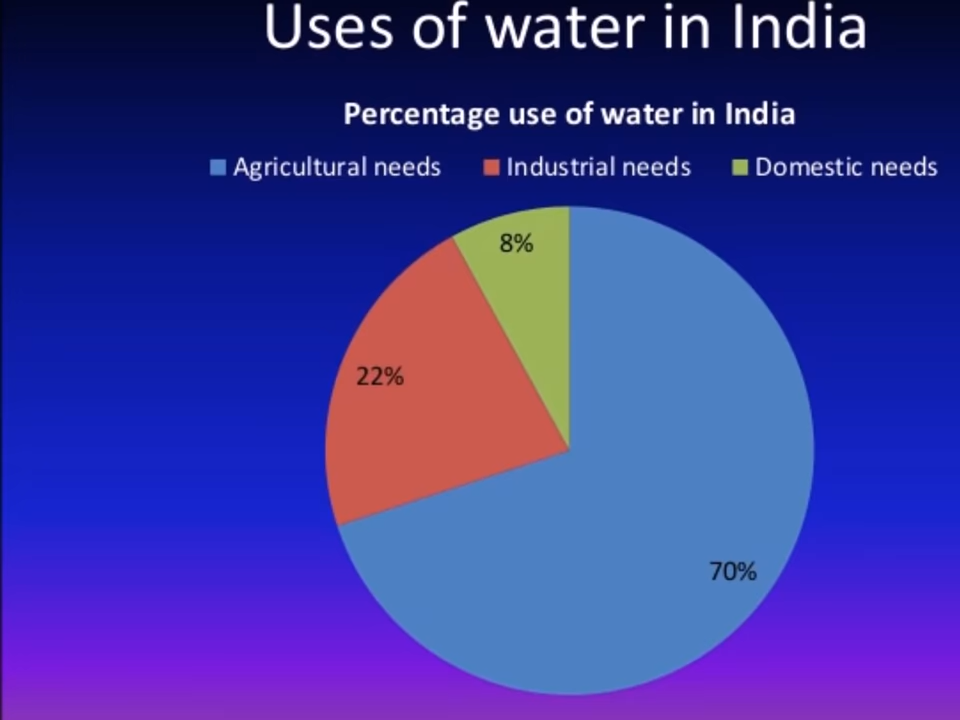 Uses of water in India
Percentage use of water in India
Agricultural needs Industrial needs Domestic needs
8%
22%
70%